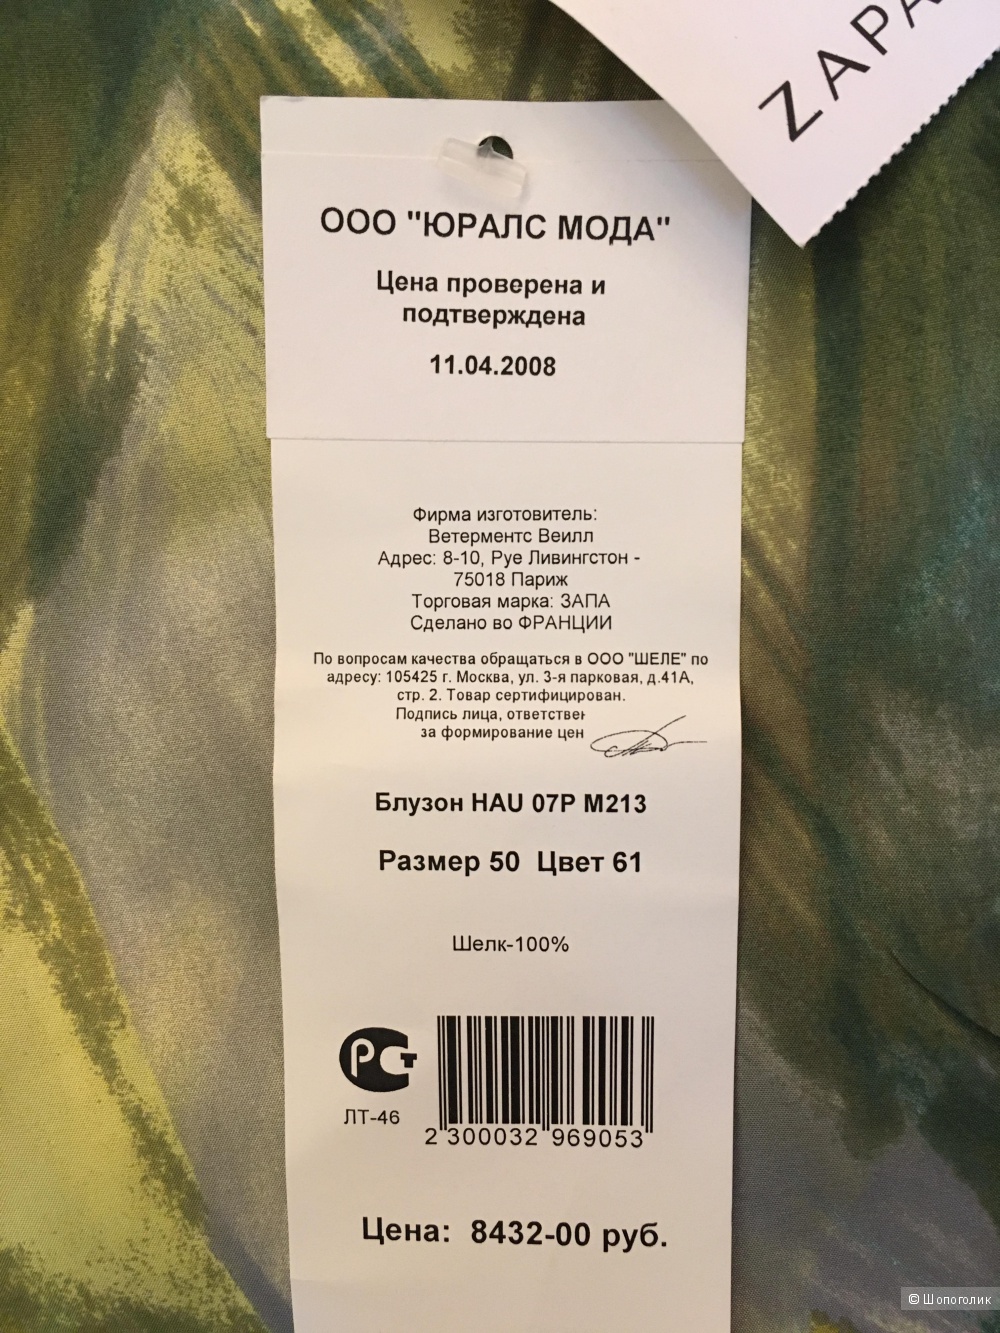 ZAPA
ООО "ЮРАЛС МОДА"
Цена проверена и
подтверждена
11.04.2008
Фирма изготовитель:
Ветерментс Веилл
Адрес: 8-10, Руе Ливингстон -
75018 Париж
Торговая марка: ЗАПА
Сделано во ФРАНЦИИ
По вопросам качества обращаться в ООО "ШЕЛЕ" по
адресу: 105425 г. Москва, ул. 3-я парковая, д.41А,
стр. 2. Товар сертифицирован.
Подпись лица, ответствен
за формирование цен
Блузон HAU 07P M213
Размер 50 Цвет 61
Шелк-100%
РСТ
ЛТ-46
2 300032 969053
Цена: 8432-00 руб.
© Шопоголик